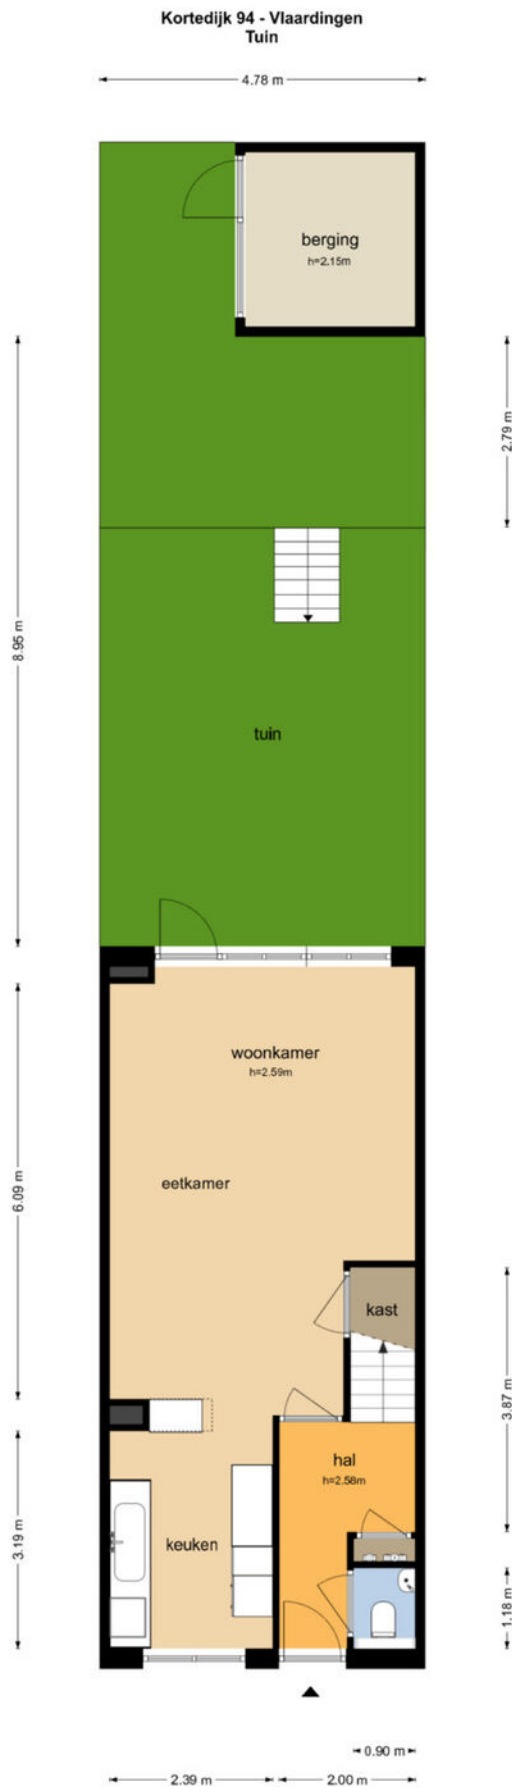 Kortedijk 94 - Vlaardingen
Tuin
4.78 m
berging
h=2.15m
2.79 m
8.95 m
tuin
woonkamer
h=2.59m
eetkamer
6.09 m
kast
3.87 m
hal
h=2.58m
keuken
3.19 m
1.18 m
0.90 m
2.39 m
2.00 m